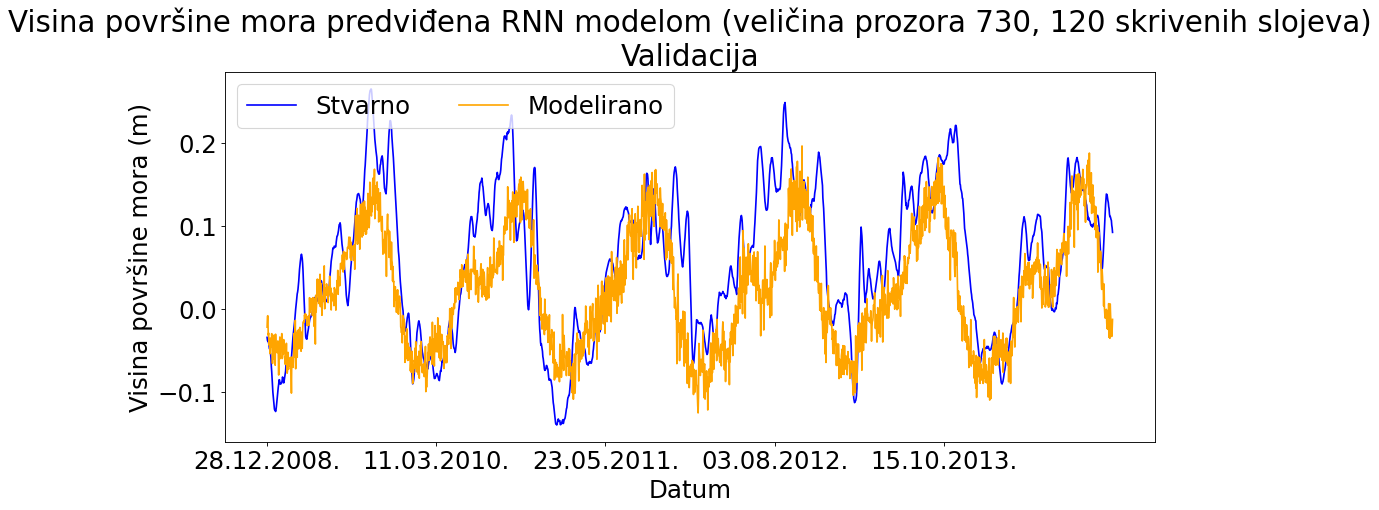 Visina površine mora predviđena RNN modelom (veličina prozora 730, 120 skrivenih slojeva)
Validacija
Stvarno
Modelirano
Visina površine mora (m)
0.2
0.1
0.0
−0.1
28.12.2008.
11.03.2010.
23.05.2011.
03.08.2012.
15.10.2013.
Datum